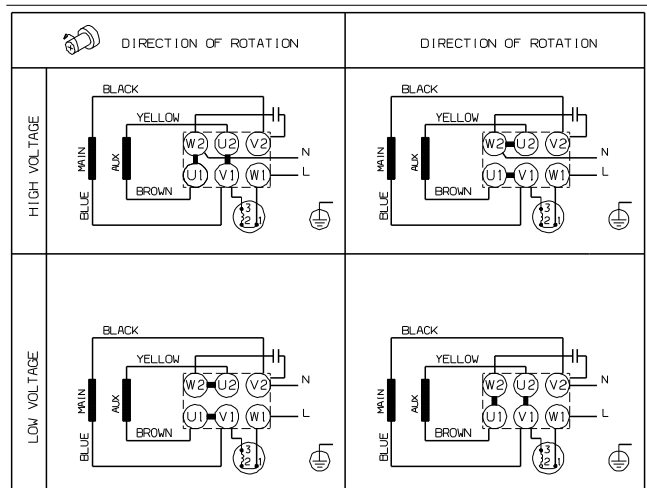 DIRECTION OF ROTATION
DIRECTION OF ROTATION
HIGH VOLTAGE
BLACK
YELLOW
MAIN
AUX
W2 U2 V2
N
U1 V1 W1
L
BROWN
BLUE
3
2 1
BLACK
YELLOW
MAIN
AUX
W2 U2 V2
N
U1 V1 W1
L
BROWN
BLUE
3
2 1
LOW VOLTAGE
BLACK
YELLOW
MAIN
AUX
W2 U2 V2
N
U1 V1 W1
L
BROWN
BLUE
3
2 1
BLACK
YELLOW
MAIN
AUX
W2 U2 V2
N
U1 V1 W1
L
BROWN
BLUE
3
2 1